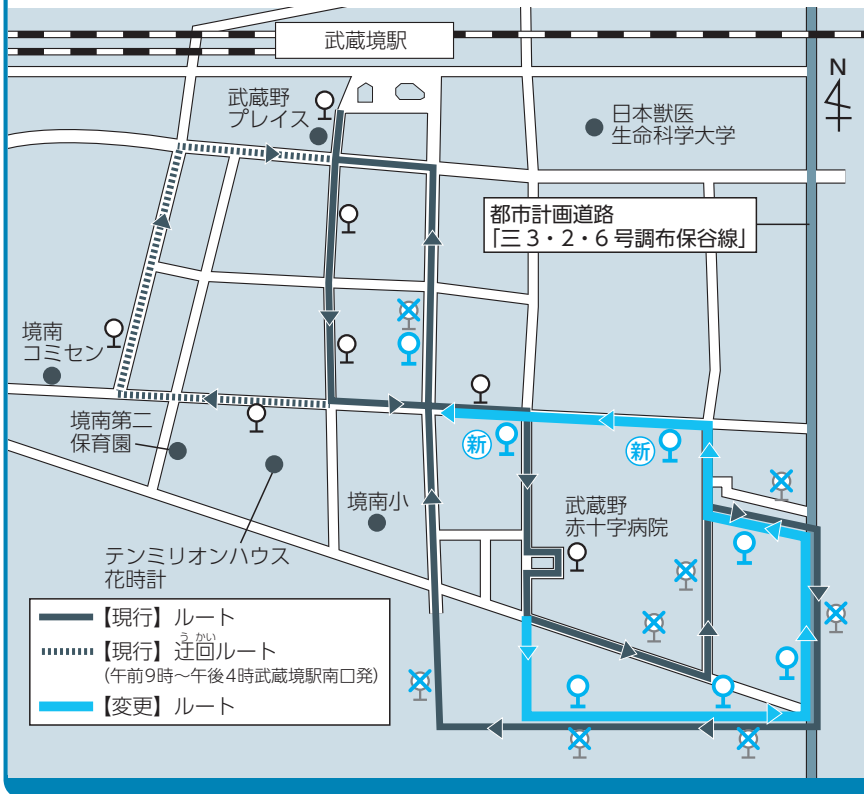 武蔵境駅
N
武蔵野
プレイス
日本獣医
生命科学大学
都市計画道路
「三3・2・6号調布保谷線」
境南
コミセン
境南第二
保育園
新
新
境南小
武蔵野
赤十字病院
テンミリオンハウス
花時計
【現行】ルート
うかい
【現行】迂回ルート
(午前9時～午後4時武蔵境駅南口発)
【変更】ルート